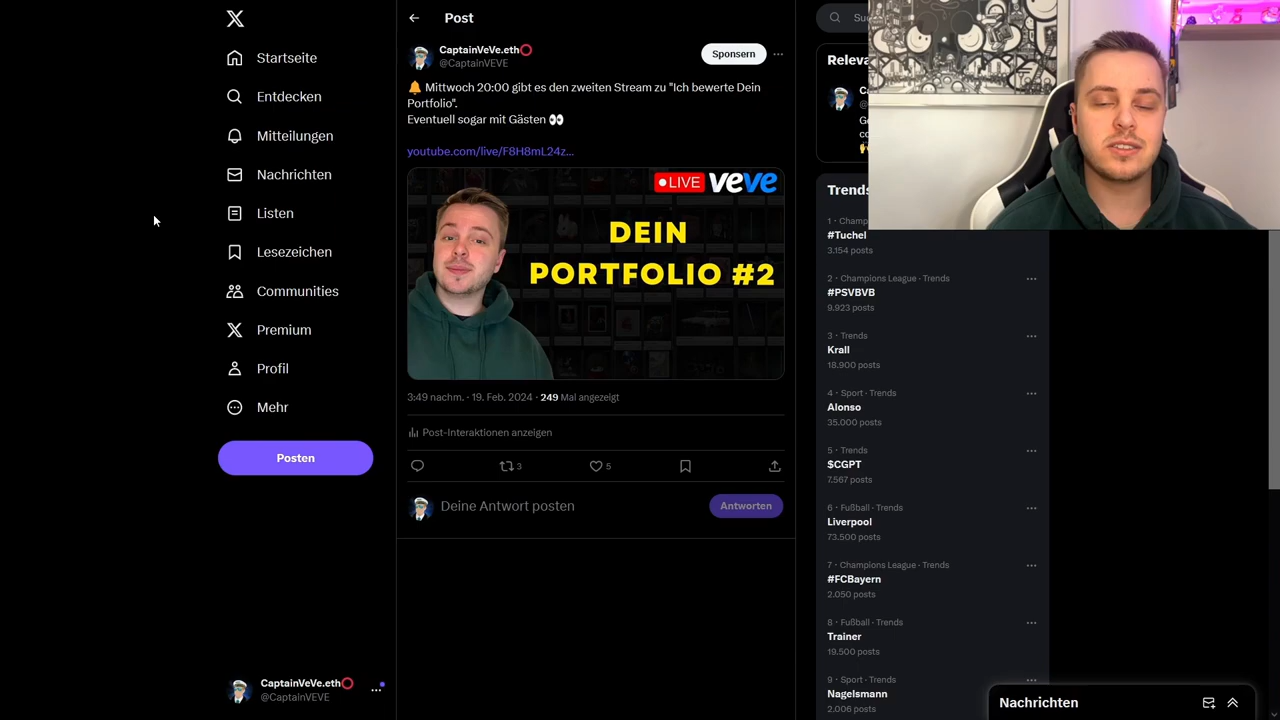 Startseite
Entdecken
Mitteilungen
Nachrichten
Listen
Lesezeichen
Communities
Premium
Profil
Mehr
Posten
CaptainVeVe.eth⭕
@CaptainVEVE
Post
CaptainVeVe.eth⭕
@CaptainVEVE
Sponsern
🔔 Mittwoch 20:00 gibt es den zweiten Stream zu "Ich bewerte Dein
Portfolio".
Eventuell sogar mit Gästen 👀
youtube.com/live/F8H8mL24z...
LIVE VEVE
DEIN
PORTFOLIO #2
3:49 nachm. · 19. Feb. 2024 · 249 Mal angezeigt
Post-Interaktionen anzeigen
3
5
Deine Antwort posten
Antworten
Trends
#Tuchel
3.154 posts
2 · Champions League · Trends
#PSVBVB
9.923 posts
3 · Trends
Krall
18.900 posts
4 · Sport · Trends
Alonso
35.000 posts
5 · Trends
$CGPT
7.567 posts
6 · Fußball · Trends
Liverpool
73.500 posts
7 · Champions League · Trends
#FCBayern
2.050 posts
8 · Fußball · Trends
Trainer
19.500 posts
9 · Sport · Trends
Nagelsmann
2.006 posts
Nachrichten